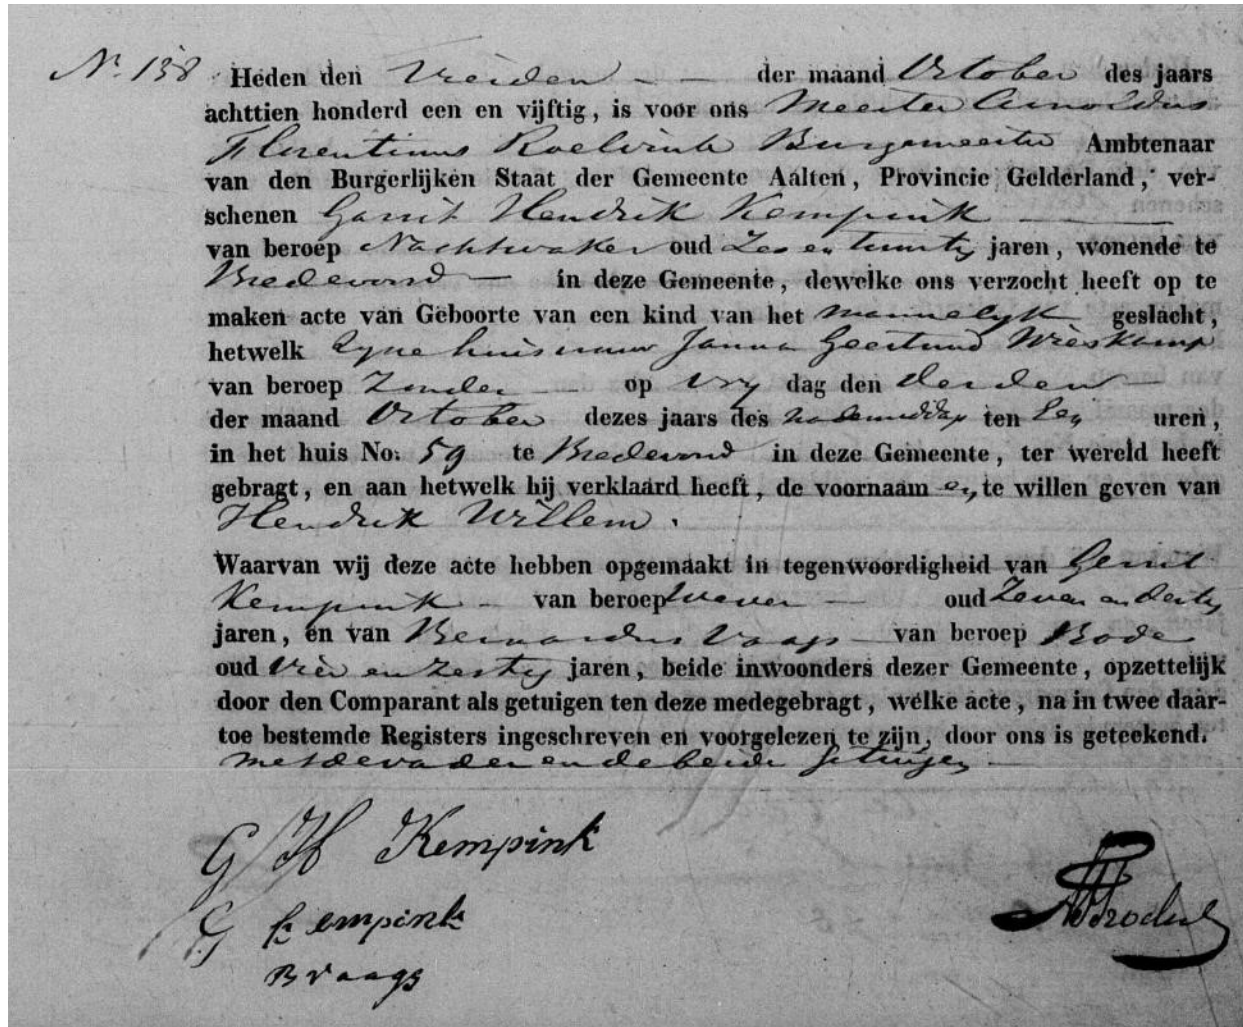 Nr. 138 Heden den Vierden der maand October des jaars
achttien honderd een en vijftig, is voor ons Meester Arnoldus
Florentinus Roelvink Burgemeester Ambtenaar
van den Burgerlijken Staat der Gemeente Aalten, Provincie Gelderland, ver-
schenen Garrit Hendrik Kempink
van beroep Nachtwaker oud Zes en twintig jaren, wonende te
Bredevoord in deze Gemeente, dewelke ons verzocht heeft op te
maken acte van Geboorte van een kind van het mannelyk geslacht,
hetwelk Zyne huisvrouw Janna Geertruid Wieskamp
van beroep Zonder op Vry dag den derden
der maand October dezes jaars des nademiddag ten Een uren,
in het huis No. 59 te Bredevoord in deze Gemeente, ter wereld heeft
gebragt, en aan hetwelk hij verklaard heeft, de voornaam en te willen geven van
Hendrik Willem.
Waarvan wij deze acte hebben opgemaakt in tegenwoordigheid van Gerrit
Kempink van beroep wever oud Zeven en dertig
jaren, en van Bernardus Vaags van beroep Bode
oud Vier en zestig jaren, beide inwoonders dezer Gemeente, opzettelijk
door den Comparant als getuigen ten deze medegebragt, welke acte, na in twee daar-
toe bestemde Registers ingeschreven en voorgelezen te zijn, door ons is geteekend.
met de vader en de beide getuigen
G H Kempink
G Kempink
B Vaags